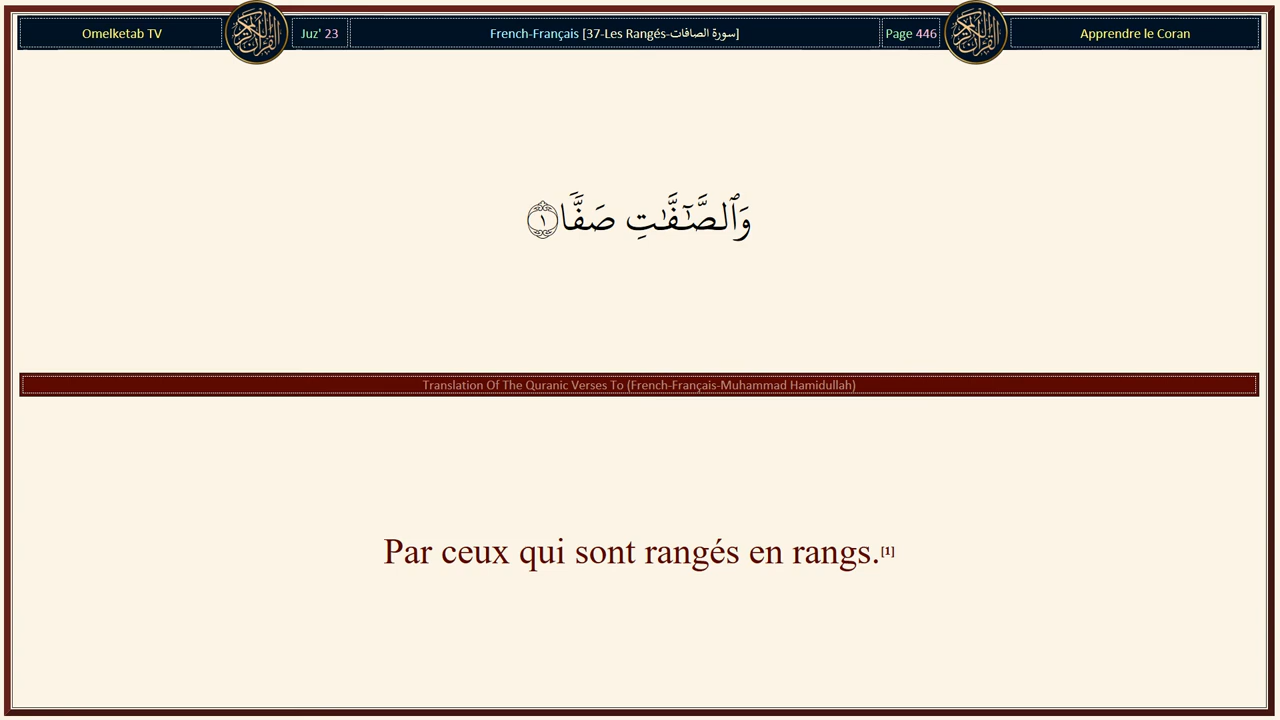 Omelketab TV
Juz' 23
French-Français [37-Les Rangés-سورة الصافات]
Page 446
Apprendre le Coran
وَٱلصَّـٰٓفَّـٰتِ صَفًّۭا ١
Translation Of The Quranic Verses To (French-Français-Muhammad Hamidullah)
Par ceux qui sont rangés en rangs.[1]